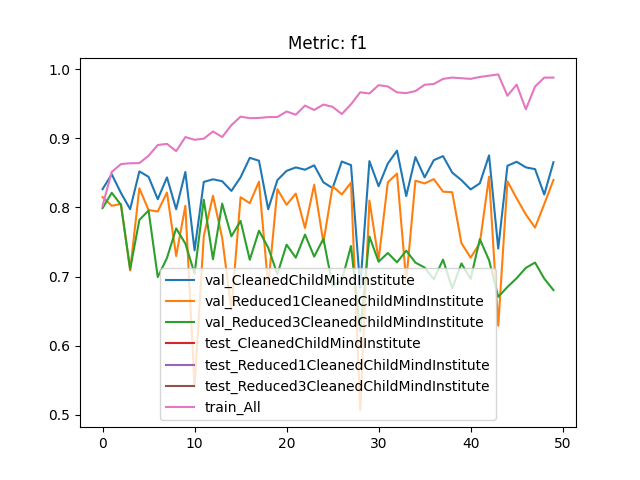 Metric: f1
1.0
0.9
0.8
0.7
0.6
0.5
val_CleanedChildMindInstitute
val_Reduced1CleanedChildMindInstitute
val_Reduced3CleanedChildMindInstitute
test_CleanedChildMindInstitute
test_Reduced1CleanedChildMindInstitute
test_Reduced3CleanedChildMindInstitute
train_All
0 10 20 30 40 50